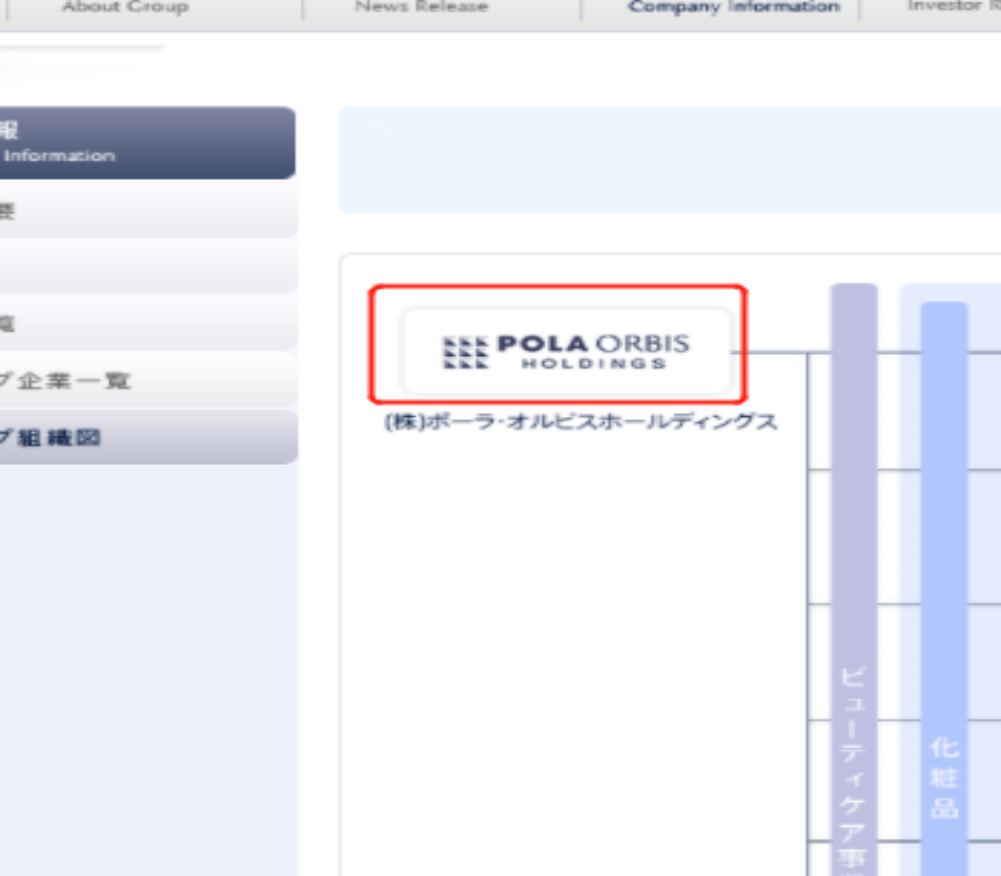 About Group
News Release
Company Information
Investor R
報
Information
要
覧
プ企業一覧
プ組織図
POLA ORBIS
HOLDINGS
(株)ポーラ・オルビスホールディングス
ビューティケア事
化粧品